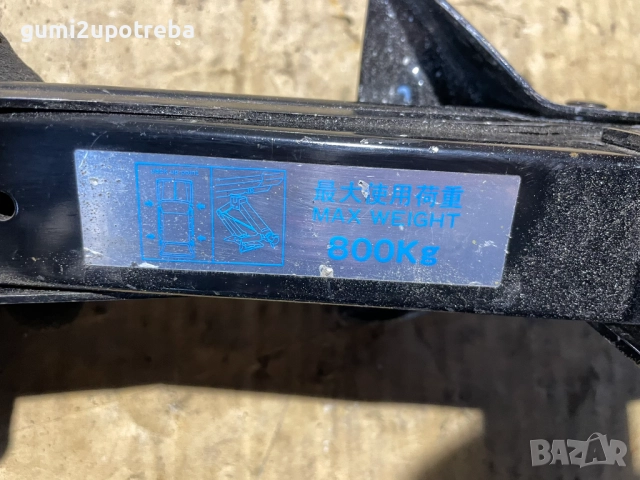 gumi2upotreba
最大使用荷重
MAX WEIGHT
800Kg
BAZAR